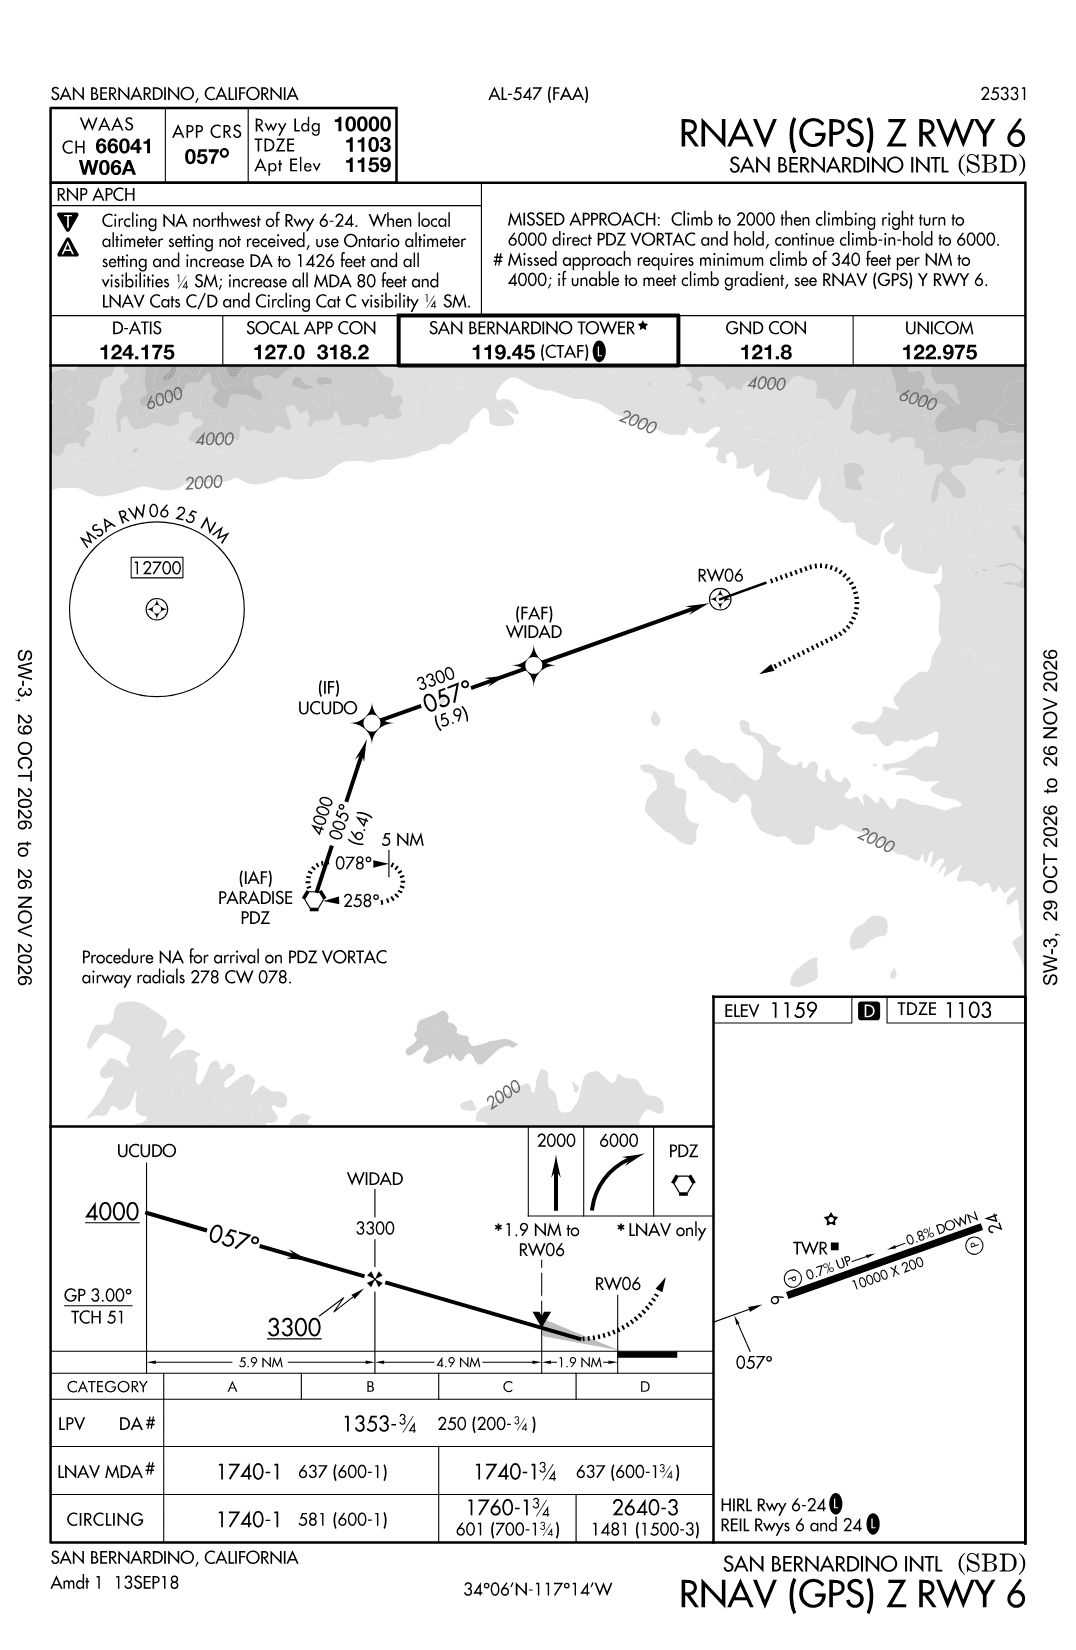 SAN BERNARDINO, CALIFORNIA
AL-547 (FAA)
25331
WAAS
CH 66041
W06A
APP CRS
057°
Rwy Ldg 10000
TDZE 1103
Apt Elev 1159
RNAV (GPS) Z RWY 6
SAN BERNARDINO INTL (SBD)
RNP APCH
T
A
Circling NA northwest of Rwy 6-24. When local
altimeter setting not received, use Ontario altimeter
setting and increase DA to 1426 feet and all
visibilities ¼ SM; increase all MDA 80 feet and
LNAV Cats C/D and Circling Cat C visibility ¼ SM.
MISSED APPROACH: Climb to 2000 then climbing right turn to
6000 direct PDZ VORTAC and hold, continue climb-in-hold to 6000.
# Missed approach requires minimum climb of 340 feet per NM to
4000; if unable to meet climb gradient, see RNAV (GPS) Y RWY 6.
D-ATIS
124.175
SOCAL APP CON
127.0 318.2
SAN BERNARDINO TOWER★
119.45 (CTAF) L
GND CON
121.8
UNICOM
122.975
6000
4000
2000
4000
2000
6000
MSA RW06 25 NM
12700
RW06
(FAF)
WIDAD
(IF)
UCUDO
3300
057°
(5.9)
4000
005°
(6.4)
5 NM
078°
258°
(IAF)
PARADISE
PDZ
2000
Procedure NA for arrival on PDZ VORTAC
airway radials 278 CW 078.
2000
SW-3, 29 OCT 2026 to 26 NOV 2026
SW-3, 29 OCT 2026 to 26 NOV 2026
ELEV 1159
D
TDZE 1103
TWR
P
0.7% UP
0.8% DOWN
10000 X 200
P
6
24
057°
HIRL Rwy 6-24 L
REIL Rwys 6 and 24 L
UCUDO
4000
057°
WIDAD
3300
3300
GP 3.00°
TCH 51
2000
6000
PDZ
*1.9 NM to
RW06
*LNAV only
RW06
5.9 NM
4.9 NM
1.9 NM
CATEGORY
A
B
C
D
LPV DA#
1353-¾ 250 (200-¾)
LNAV MDA#
1740-1 637 (600-1)
1740-1¾ 637 (600-1¾)
CIRCLING
1740-1 581 (600-1)
1760-1¾
601 (700-1¾)
2640-3
1481 (1500-3)
SAN BERNARDINO, CALIFORNIA
Amdt 1 13SEP18
34°06'N-117°14'W
SAN BERNARDINO INTL (SBD)
RNAV (GPS) Z RWY 6